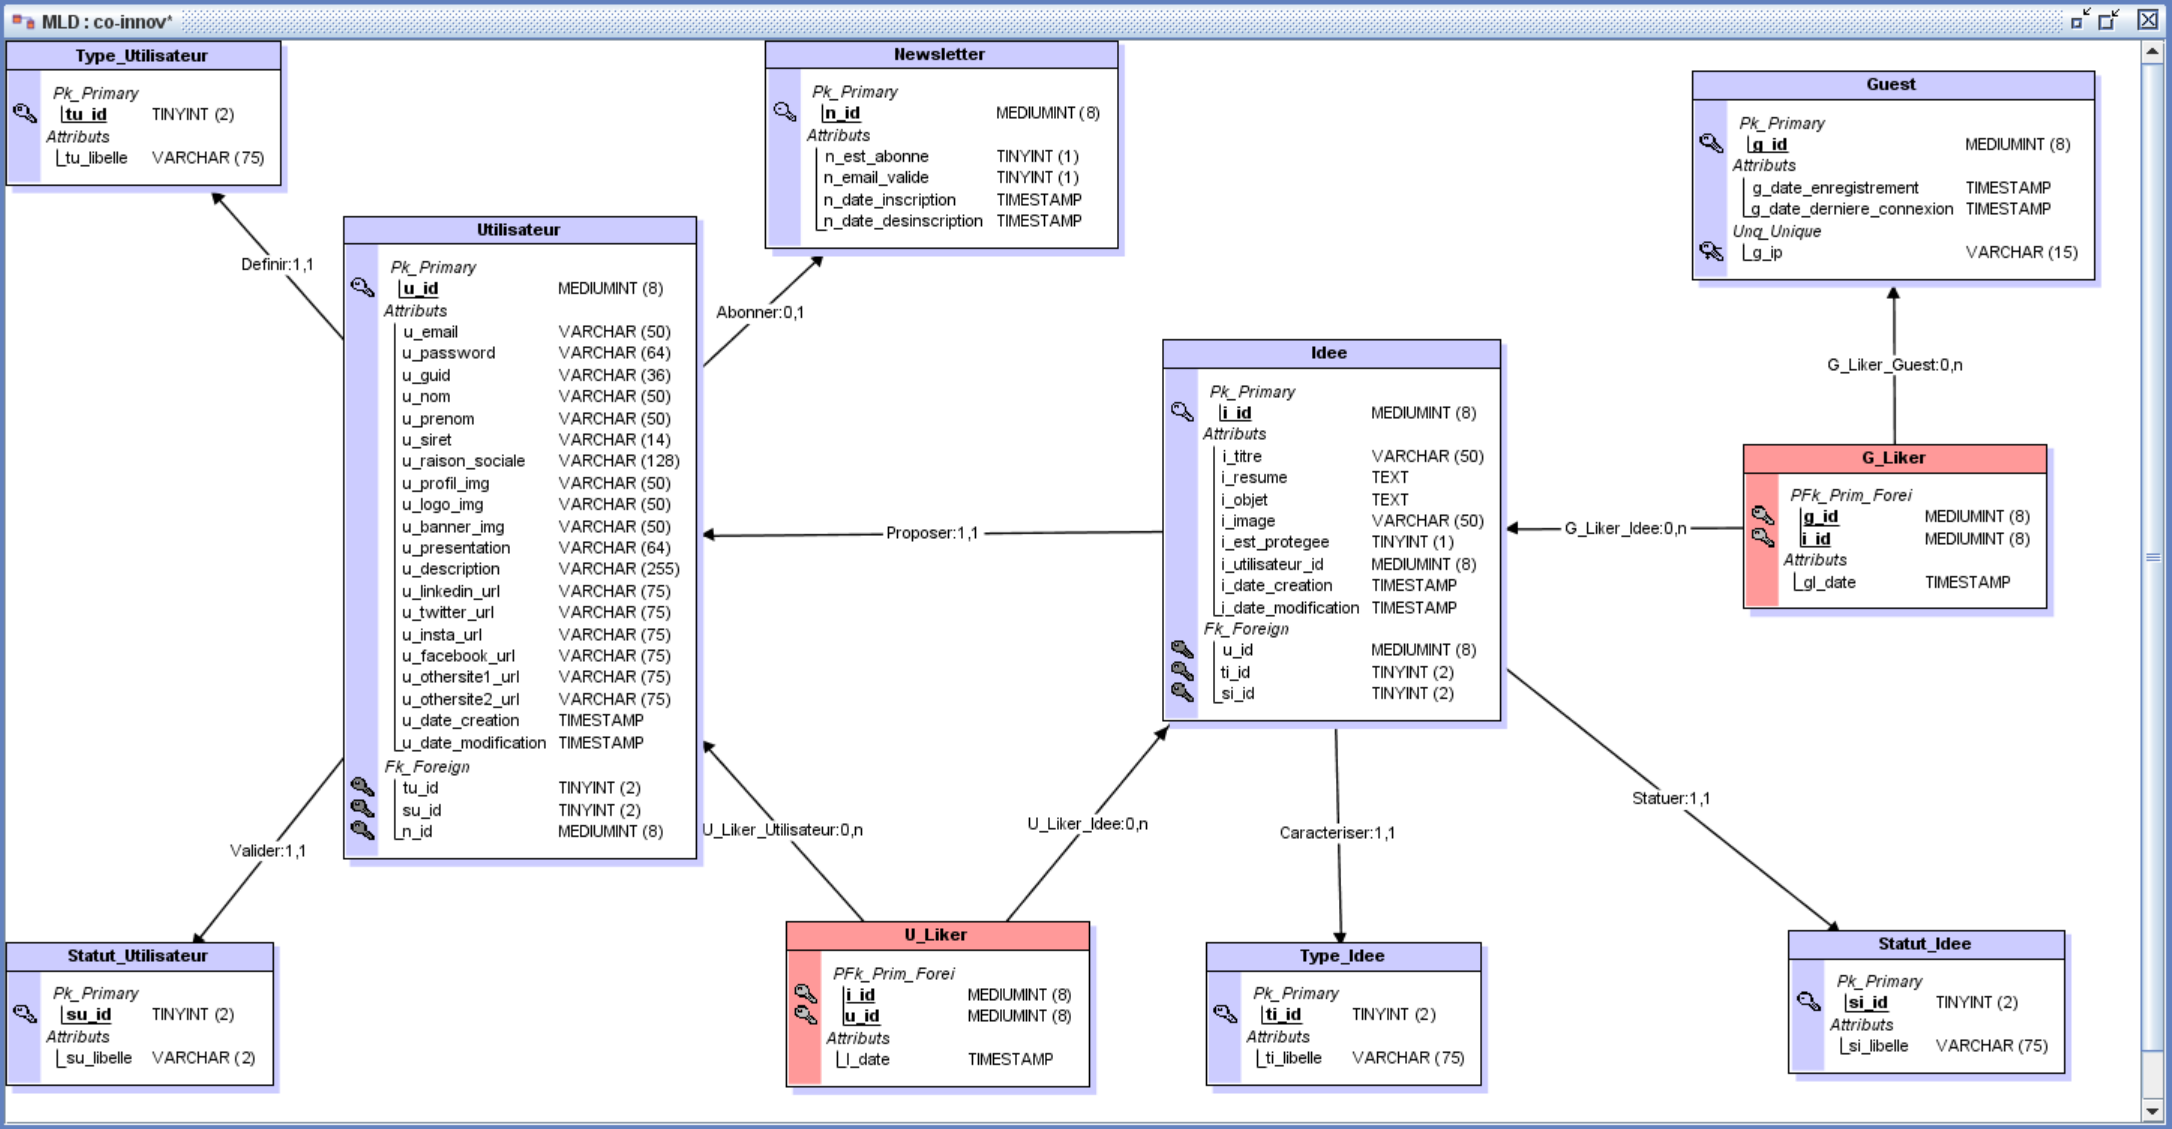 MLD : co-innov*
Type_Utilisateur
Pk_Primary
tu_id TINYINT (2)
Attributs
tu_libelle VARCHAR (75)
Newsletter
Pk_Primary
n_id MEDIUMINT (8)
Attributs
n_est_abonne TINYINT (1)
n_email_valide TINYINT (1)
n_date_inscription TIMESTAMP
n_date_desinscription TIMESTAMP
Guest
Pk_Primary
g_id MEDIUMINT (8)
Attributs
g_date_enregistrement TIMESTAMP
g_date_derniere_connexion TIMESTAMP
Unq_Unique
g_ip VARCHAR (15)
Definir:1,1
Abonner:0,1
Utilisateur
Pk_Primary
u_id MEDIUMINT (8)
Attributs
u_email VARCHAR (50)
u_password VARCHAR (64)
u_guid VARCHAR (36)
u_nom VARCHAR (50)
u_prenom VARCHAR (50)
u_siret VARCHAR (14)
u_raison_sociale VARCHAR (128)
u_profil_img VARCHAR (50)
u_logo_img VARCHAR (50)
u_banner_img VARCHAR (50)
u_presentation VARCHAR (64)
u_description VARCHAR (255)
u_linkedin_url VARCHAR (75)
u_twitter_url VARCHAR (75)
u_insta_url VARCHAR (75)
u_facebook_url VARCHAR (75)
u_othersite1_url VARCHAR (75)
u_othersite2_url VARCHAR (75)
u_date_creation TIMESTAMP
u_date_modification TIMESTAMP
Fk_Foreign
tu_id TINYINT (2)
su_id TINYINT (2)
n_id MEDIUMINT (8)
Proposer:1,1
Idee
Pk_Primary
i_id MEDIUMINT (8)
Attributs
i_titre VARCHAR (50)
i_resume TEXT
i_objet TEXT
i_image VARCHAR (50)
i_est_protegee TINYINT (1)
i_utilisateur_id MEDIUMINT (8)
i_date_creation TIMESTAMP
i_date_modification TIMESTAMP
Fk_Foreign
u_id MEDIUMINT (8)
ti_id TINYINT (2)
si_id TINYINT (2)
G_Liker_Guest:0,n
G_Liker_Idee:0,n
G_Liker
PFk_Prim_Forei
g_id MEDIUMINT (8)
i_id MEDIUMINT (8)
Attributs
gl_date TIMESTAMP
Valider:1,1
U_Liker_Utilisateur:0,n
U_Liker_Idee:0,n
Caracteriser:1,1
Statuer:1,1
Statut_Utilisateur
Pk_Primary
su_id TINYINT (2)
Attributs
su_libelle VARCHAR (2)
U_Liker
PFk_Prim_Forei
i_id MEDIUMINT (8)
u_id MEDIUMINT (8)
Attributs
l_date TIMESTAMP
Type_Idee
Pk_Primary
ti_id TINYINT (2)
Attributs
ti_libelle VARCHAR (75)
Statut_Idee
Pk_Primary
si_id TINYINT (2)
Attributs
si_libelle VARCHAR (75)